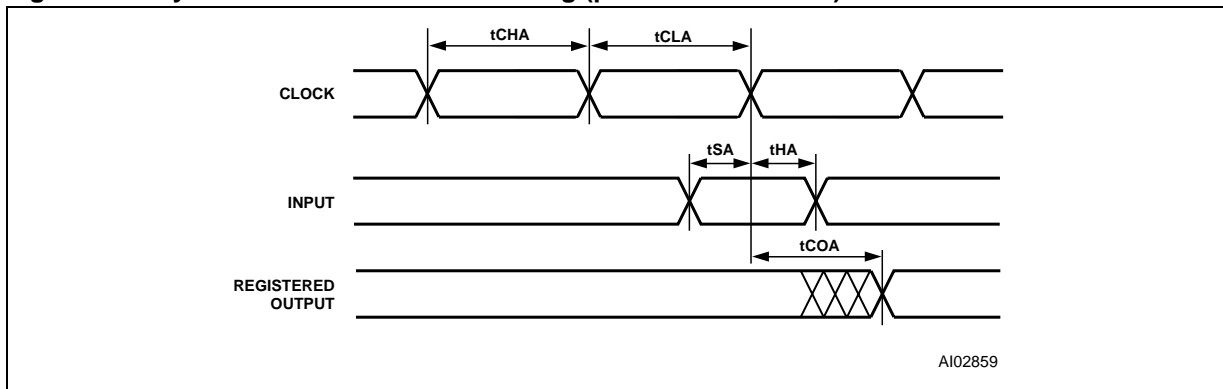 tCHA tCLA
CLOCK
tSA tHA
INPUT
tCOA
REGISTERED
OUTPUT
AI02859